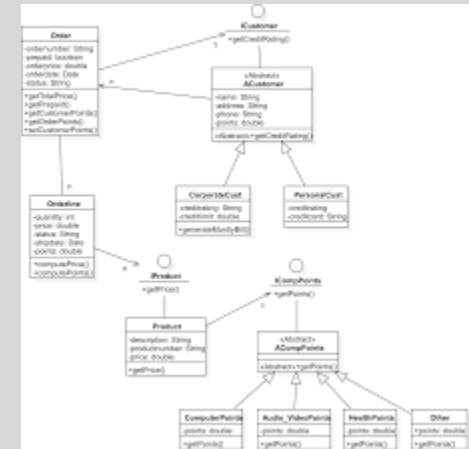 ICustomer
+getCreditRating()
Order
-ordernumber: String
-prepaid: boolean
-orderprice: double
-orderdate: Date
-status: String
+getTotalPrice()
+getPrepaid()
+getCustomerPoints()
+getOrderPoints()
+setCustomerPoints()
1
n
«Abstract»
ACustomer
-name: String
-address: String
-phone: String
-points: double
«Abstract»+getCreditRating()
n
Orderline
-quantity: int
-price: double
-status: String
-shipdate: Date
-points: double
+computePrice()
+computePoints()
CorporateCust
-creditrating: String
-creditlimit: double
PersonalCust
-creditrating
-creditcard: String
n
IProduct
+getPrice()
ICompPoints
+getPoints()
1
Product
-description: String
-productnumber: String
-price: double
+getPrice()
«Abstract»
ACompPoints
«Abstract»+getPoints()
ComputerPoints
-points: double
+getPoints()
Audio_VideoPoints
-points: double
+getPoints()
HealthPoints
-points: double
+getPoints()
Other
+points: double
+getPoints()